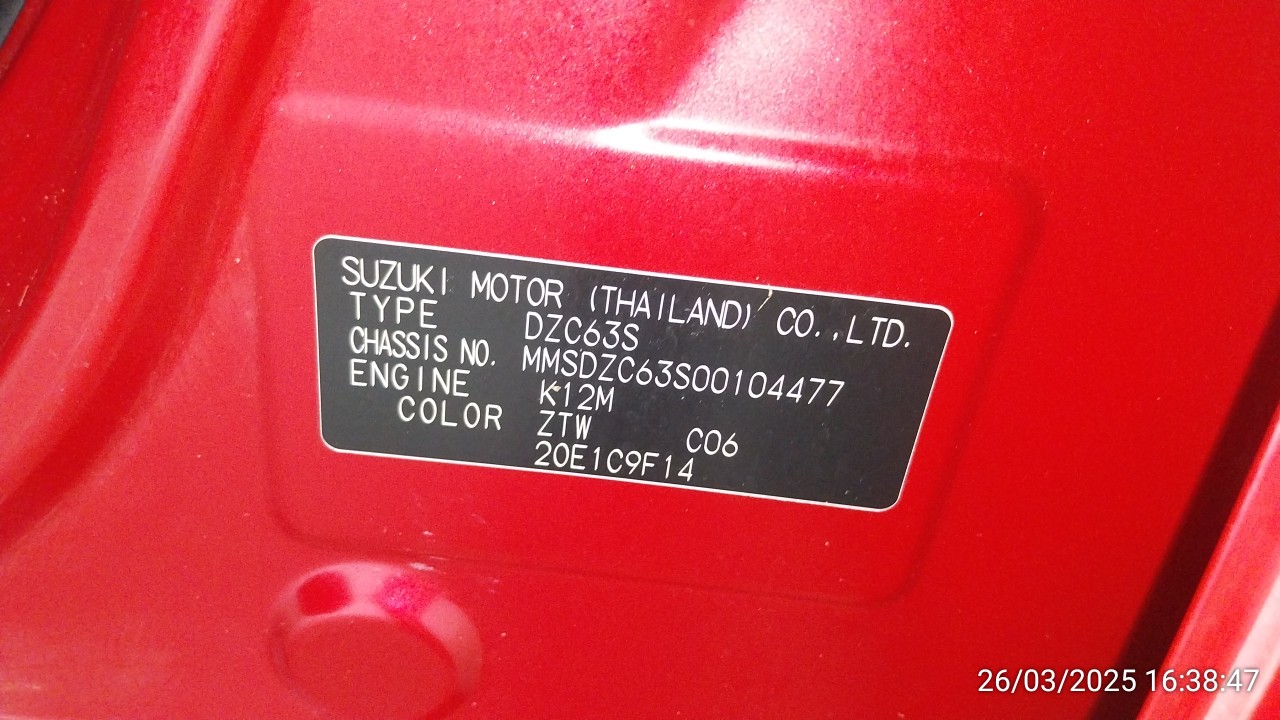 SUZUKI MOTOR (THAILAND) CO.,LTD.
TYPE DZC63S
CHASSIS NO. MMSDZC63S00104477
ENGINE K12M
COLOR ZTW C06
20E1C9F14
26/03/2025 16:38:47